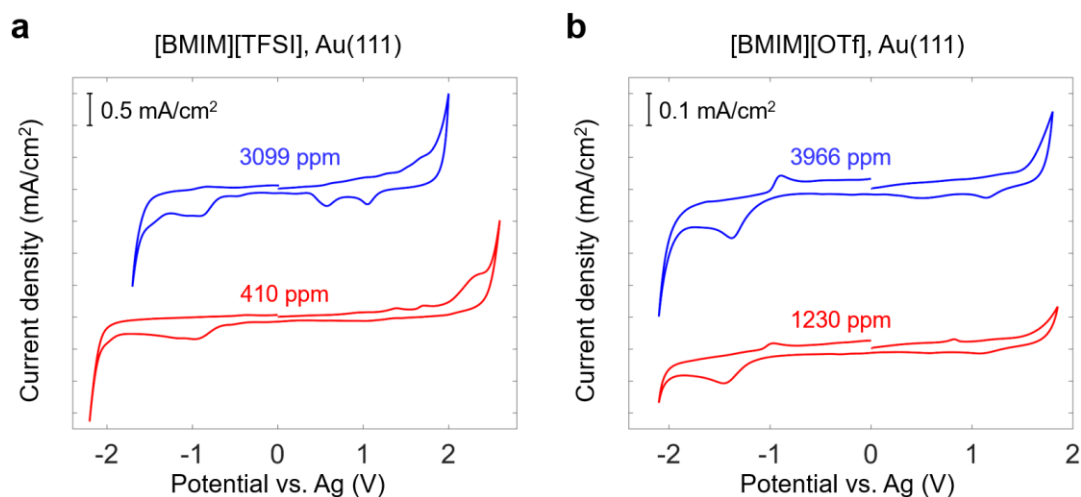 a
[BMIM][TFSI], Au(111)
0.5 mA/cm²
3099 ppm
410 ppm
Current density (mA/cm²)
-2 -1 0 1 2
Potential vs. Ag (V)
b
[BMIM][OTf], Au(111)
0.1 mA/cm²
3966 ppm
1230 ppm
Current density (mA/cm²)
-2 -1 0 1 2
Potential vs. Ag (V)